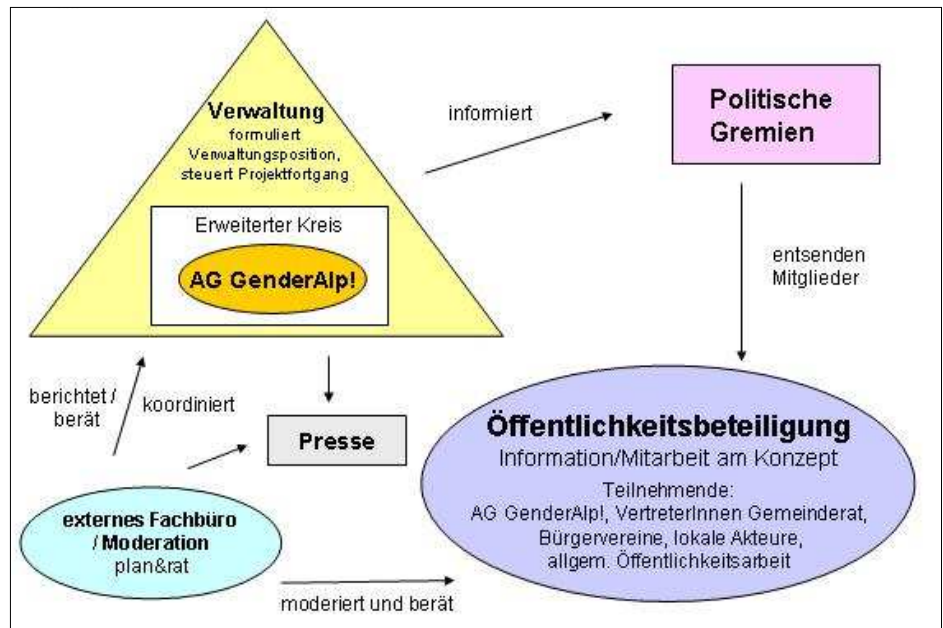 Verwaltung
formuliert
Verwaltungsposition,
steuert Projektfortgang
Erweiterter Kreis
AG GenderAlp!
informiert
Politische
Gremien
entsenden
Mitglieder
berichtet /
berät
koordiniert
Presse
Öffentlichkeitsbeteiligung
Information/Mitarbeit am Konzept
Teilnehmende:
AG GenderAlp!, VertreterInnen Gemeinderat,
Bürgervereine, lokale Akteure,
allgem. Öffentlichkeitsarbeit
externes Fachbüro
/ Moderation
plan&rat
moderiert und berät